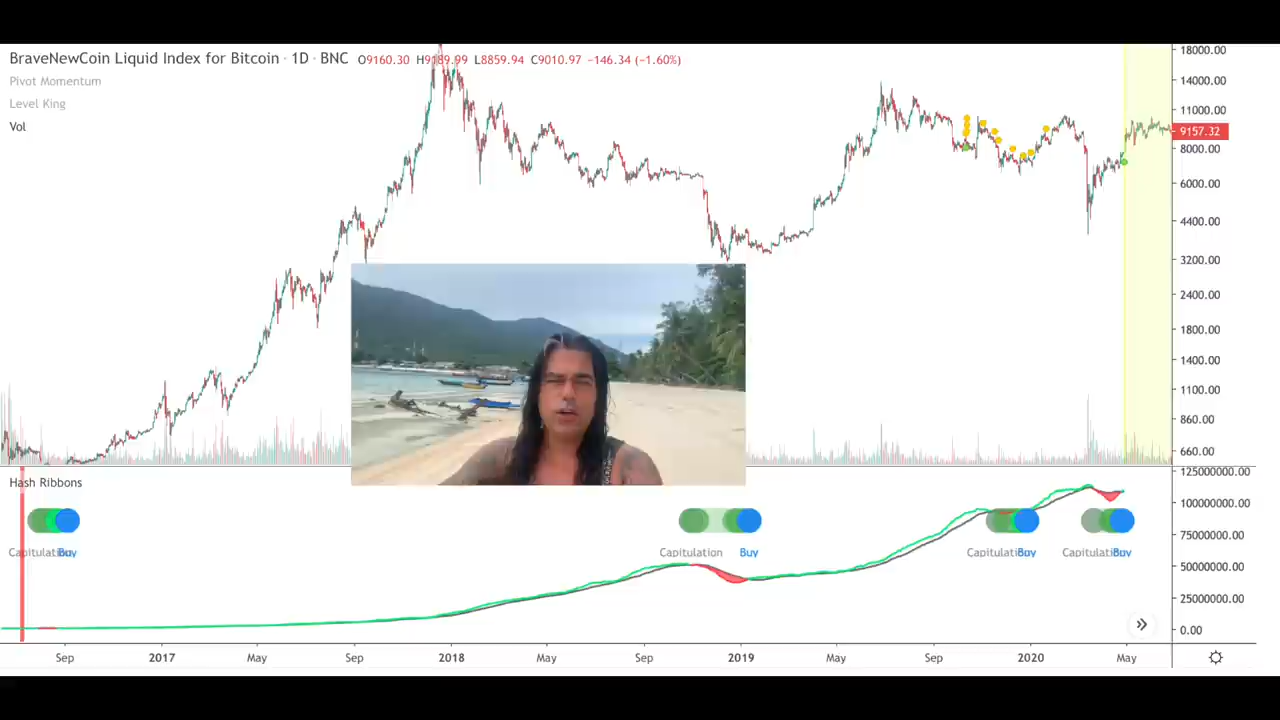 BraveNewCoin Liquid Index for Bitcoin · 1D · BNC O9160.30 H9189.99 L8859.94 C9010.97 −146.34 (−1.60%)
Pivot Momentum
Level King
Vol
18000.00
14000.00
11000.00
9157.32
8000.00
6000.00
4400.00
3200.00
2400.00
1800.00
1400.00
1100.00
860.00
660.00
125000000.00
Hash Ribbons
100000000.00
75000000.00
Capitulation Buy Capitulation Buy Capitulation Buy Capitulation Buy
50000000.00
25000000.00
0.00
Sep 2017 May Sep 2018 May Sep 2019 May Sep 2020 May